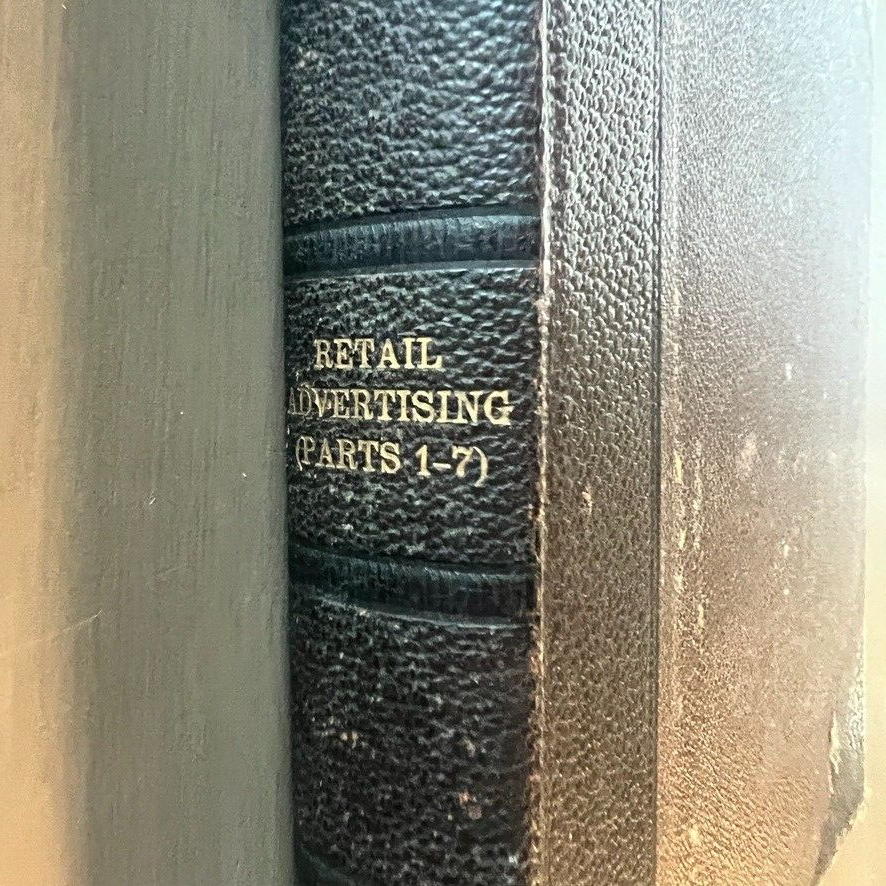 RETAIL
ADVERTISING
(PARTS 1-7)